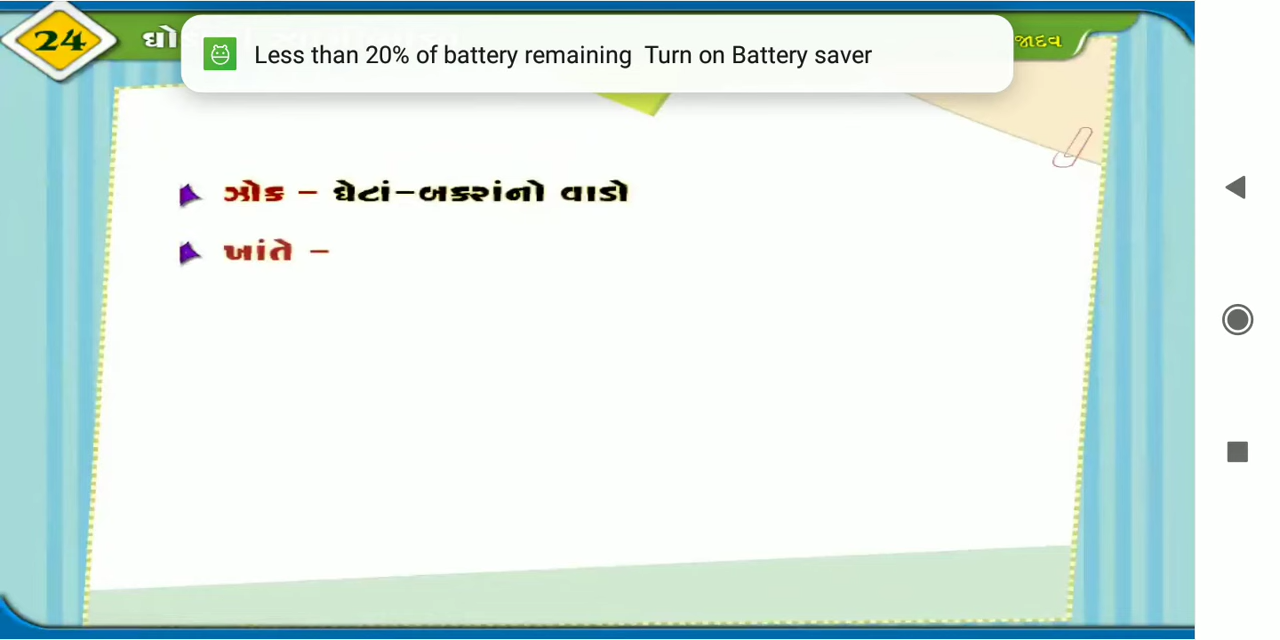 24
Less than 20% of battery remaining Turn on Battery saver
જાદવ
ઝોક – ઘેટાં-બકરાંનો વાડો
ખાંતે –